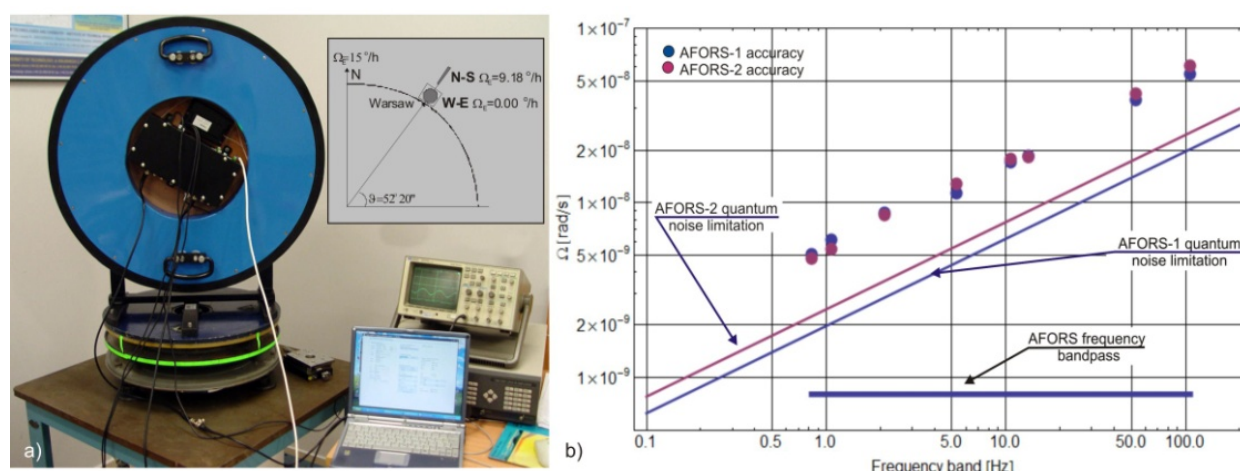 Ω_E=15 °/h
N
N-S Ω_E=9.18 °/h
Warsaw
W-E Ω_E=0.00 °/h
ϑ=52° 20'''
a)
b)
1×10⁻⁷
5×10⁻⁸
2×10⁻⁸
1×10⁻⁸
5×10⁻⁹
2×10⁻⁹
1×10⁻⁹
Ω [rad/s]
AFORS-1 accuracy
AFORS-2 accuracy
AFORS-2 quantum
noise limitation
AFORS-1 quantum
noise limitation
AFORS frequency
bandpass
0.1 0.5 1.0 5.0 10.0 50.0 100.0
Frequency band [Hz]